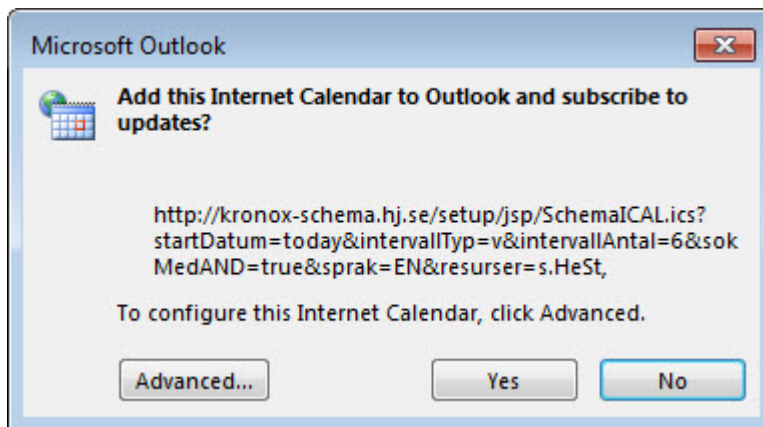 Microsoft Outlook
Add this Internet Calendar to Outlook and subscribe to
updates?
http://kronox-schema.hj.se/setup/jsp/SchemaICAL.ics?
startDatum=today&intervallTyp=v&intervallAntal=6&sok
MedAND=true&sprak=EN&resurser=s.HeSt,
To configure this Internet Calendar, click Advanced.
Advanced... Yes No